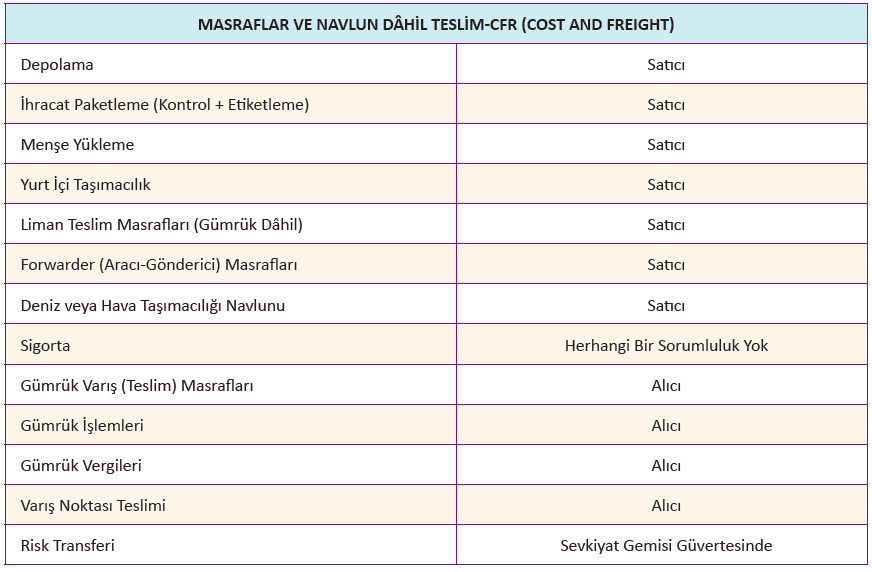 MASRAFLAR VE NAVLUN DÂHİL TESLİM-CFR (COST AND FREIGHT)
Depolama Satıcı
İhracat Paketleme (Kontrol + Etiketleme) Satıcı
Menşe Yükleme Satıcı
Yurt İçi Taşımacılık Satıcı
Liman Teslim Masrafları (Gümrük Dâhil) Satıcı
Forwarder (Aracı-Gönderici) Masrafları Satıcı
Deniz veya Hava Taşımacılığı Navlunu Satıcı
Sigorta Herhangi Bir Sorumluluk Yok
Gümrük Varış (Teslim) Masrafları Alıcı
Gümrük İşlemleri Alıcı
Gümrük Vergileri Alıcı
Varış Noktası Teslimi Alıcı
Risk Transferi Sevkiyat Gemisi Güvertesinde